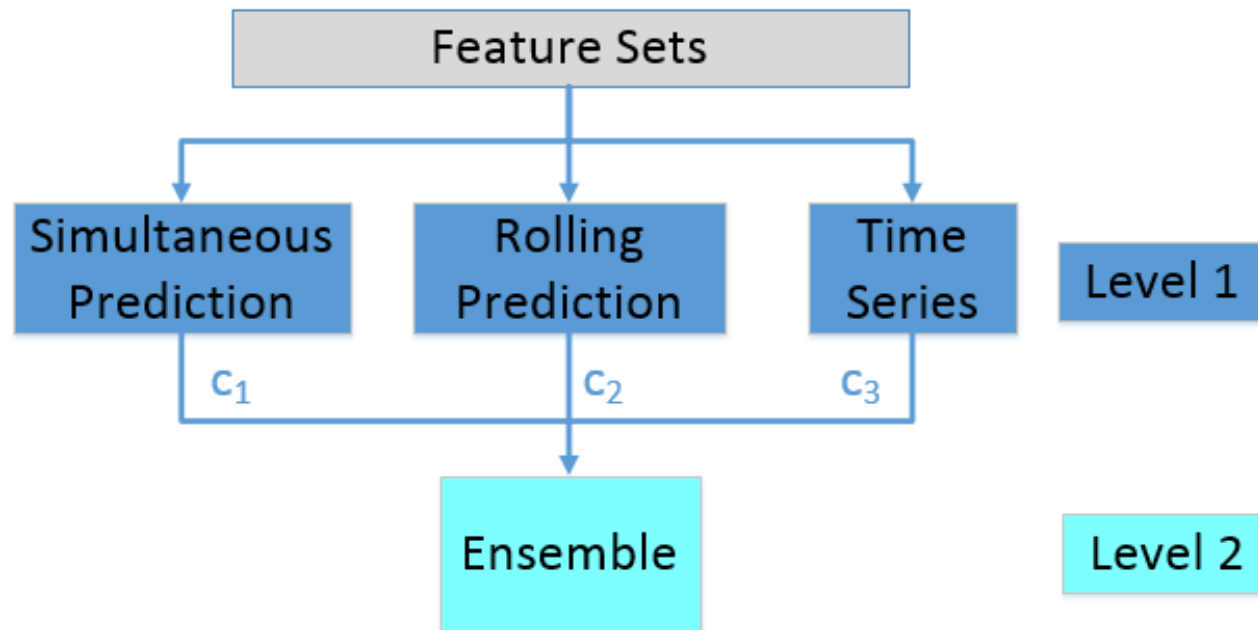 Feature Sets
Simultaneous
Prediction
Rolling
Prediction
Time
Series
Level 1
c₁
c₂
c₃
Ensemble
Level 2